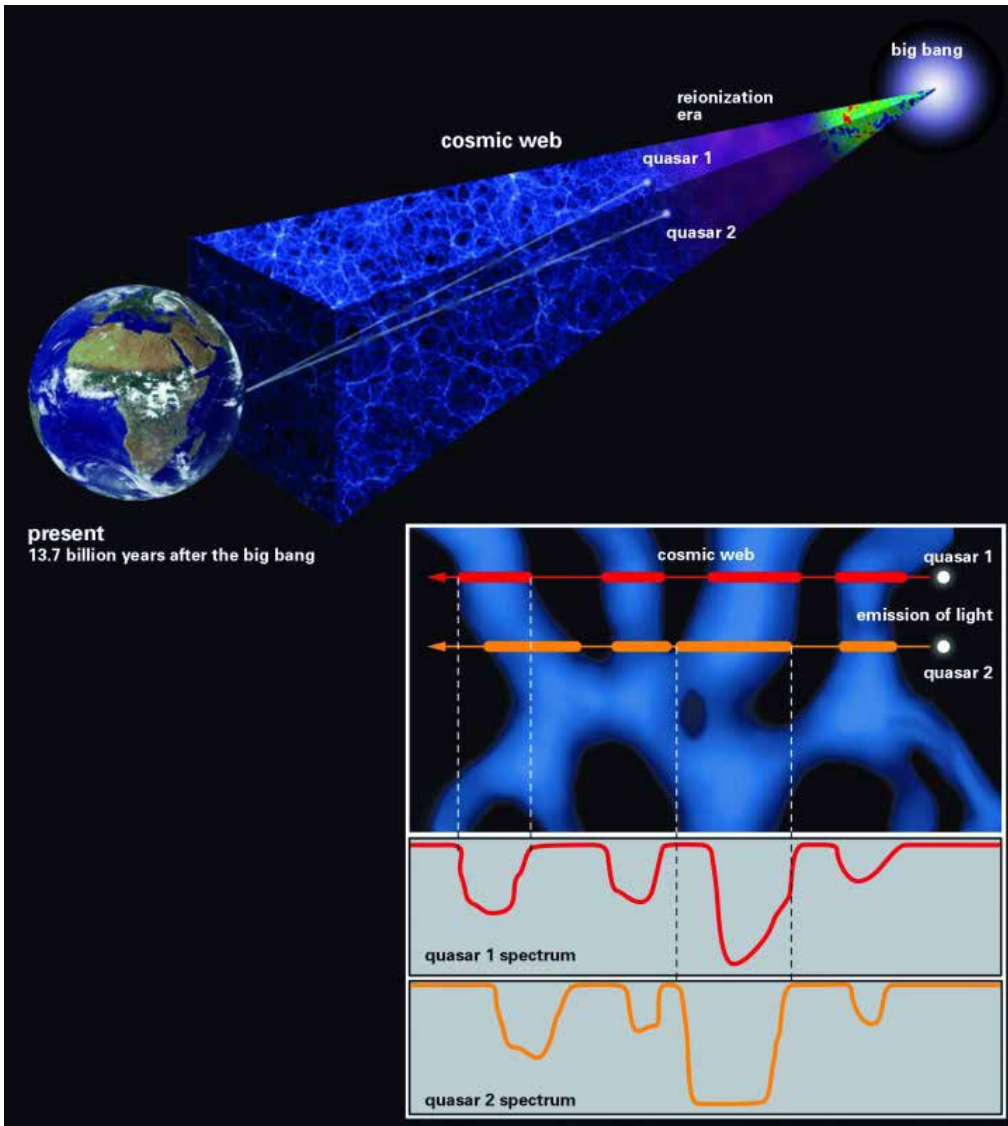 big bang
reionization
era
cosmic web
quasar 1
quasar 2
present
13.7 billion years after the big bang
cosmic web
quasar 1
emission of light
quasar 2
quasar 1 spectrum
quasar 2 spectrum